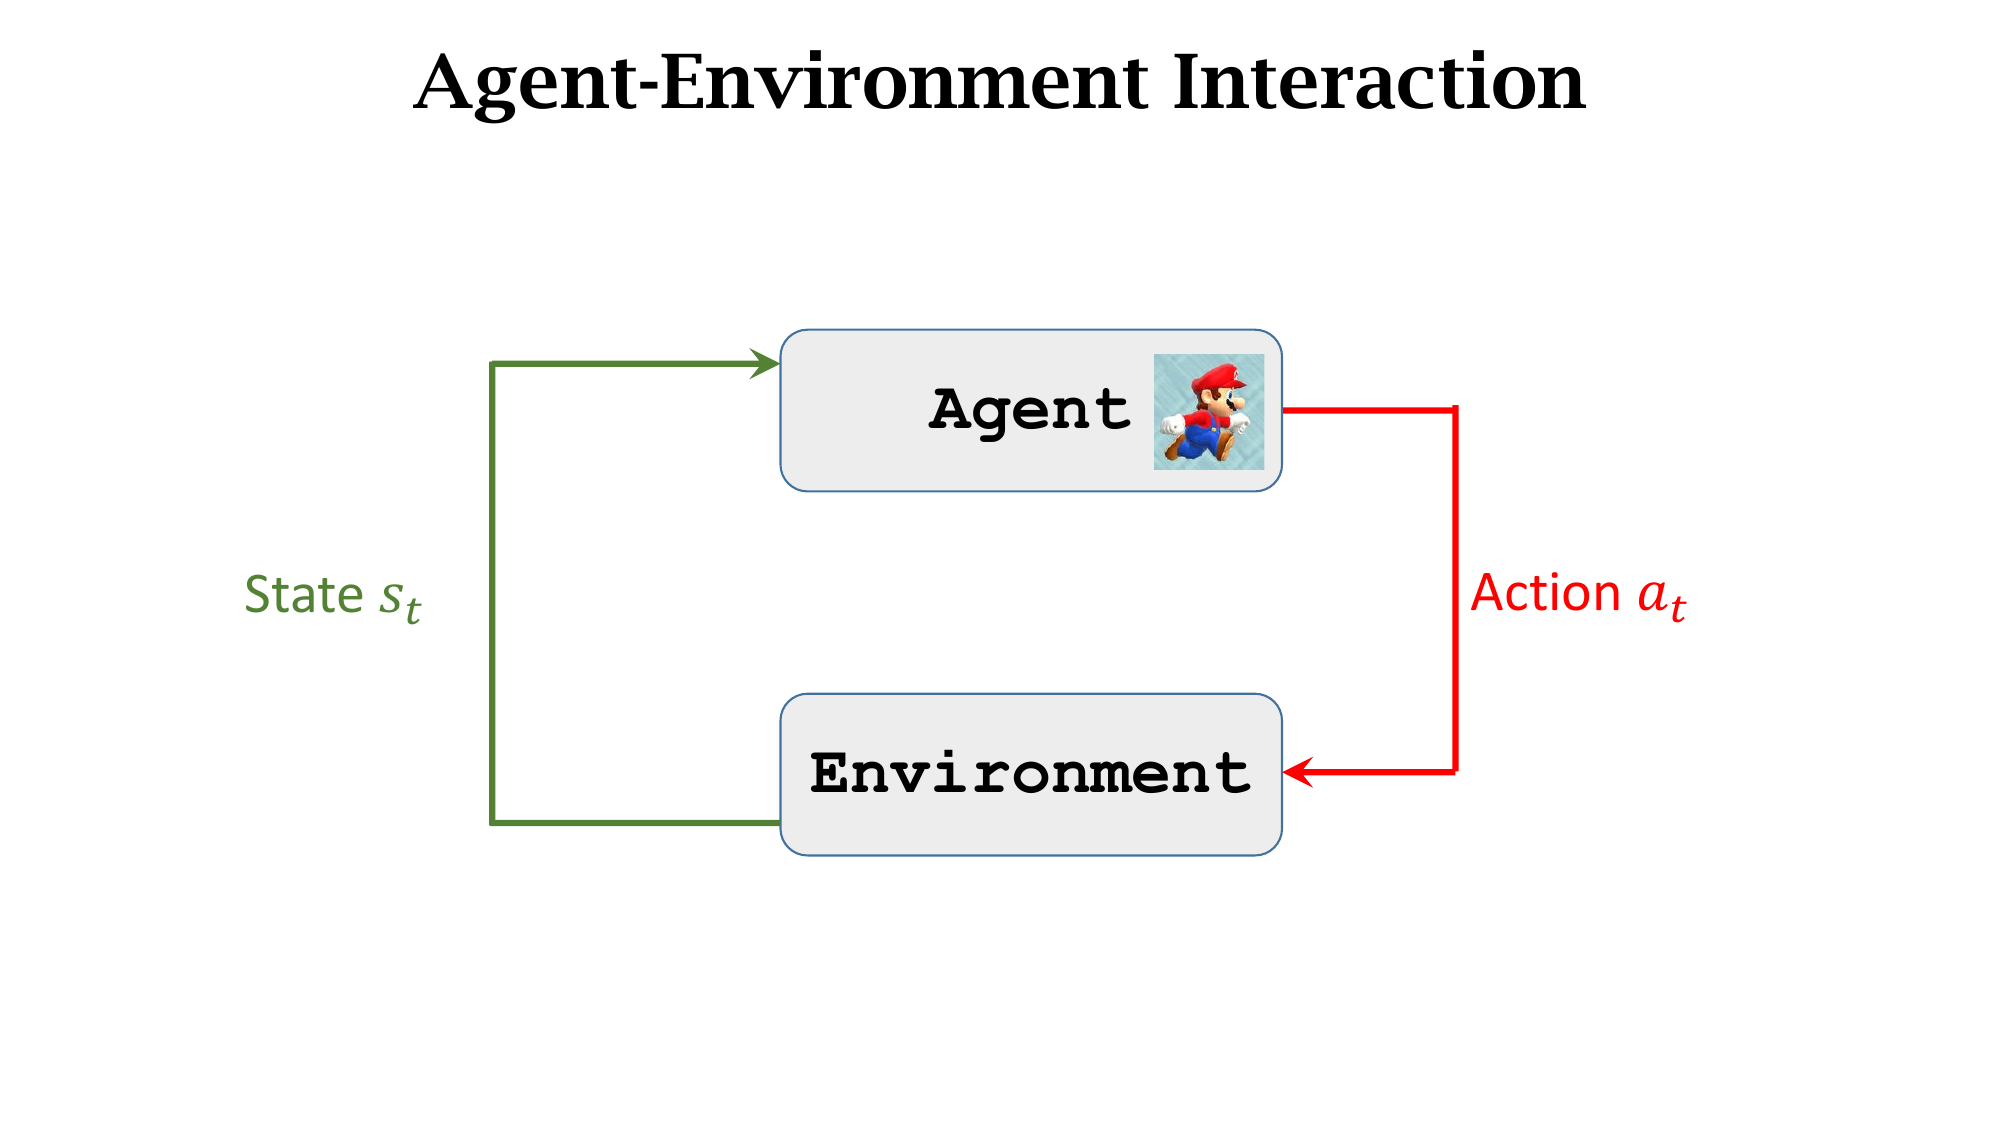 Agent-Environment Interaction
Agent
State $s_t$
Action $a_t$
Environment